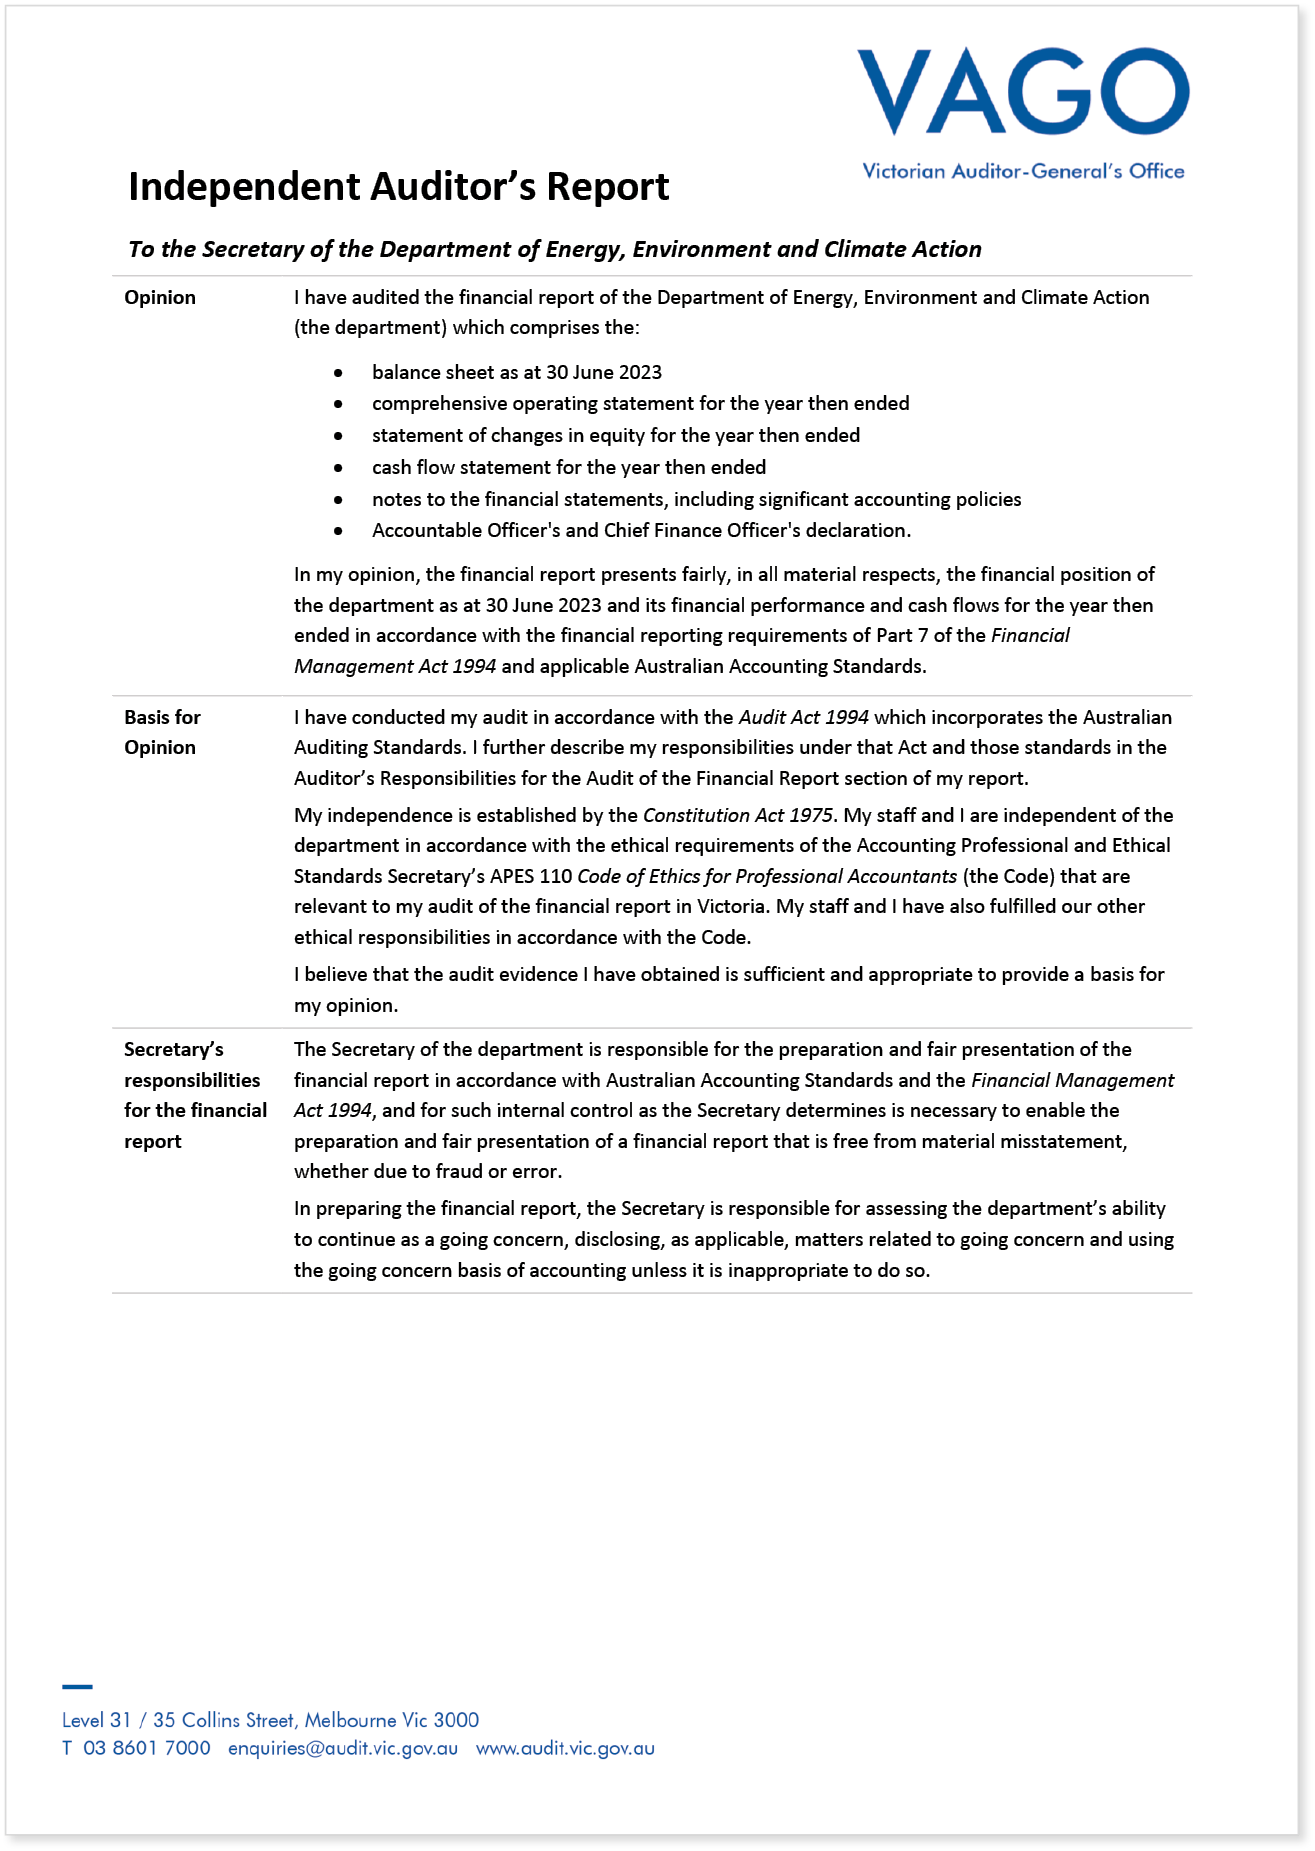 VAGO
Victorian Auditor-General's Office
Independent Auditor’s Report
To the Secretary of the Department of Energy, Environment and Climate Action
Opinion
I have audited the financial report of the Department of Energy, Environment and Climate Action
(the department) which comprises the:
• balance sheet as at 30 June 2023
• comprehensive operating statement for the year then ended
• statement of changes in equity for the year then ended
• cash flow statement for the year then ended
• notes to the financial statements, including significant accounting policies
• Accountable Officer's and Chief Finance Officer's declaration.
In my opinion, the financial report presents fairly, in all material respects, the financial position of
the department as at 30 June 2023 and its financial performance and cash flows for the year then
ended in accordance with the financial reporting requirements of Part 7 of the Financial
Management Act 1994 and applicable Australian Accounting Standards.
Basis for
Opinion
I have conducted my audit in accordance with the Audit Act 1994 which incorporates the Australian
Auditing Standards. I further describe my responsibilities under that Act and those standards in the
Auditor’s Responsibilities for the Audit of the Financial Report section of my report.
My independence is established by the Constitution Act 1975. My staff and I are independent of the
department in accordance with the ethical requirements of the Accounting Professional and Ethical
Standards Secretary’s APES 110 Code of Ethics for Professional Accountants (the Code) that are
relevant to my audit of the financial report in Victoria. My staff and I have also fulfilled our other
ethical responsibilities in accordance with the Code.
I believe that the audit evidence I have obtained is sufficient and appropriate to provide a basis for
my opinion.
Secretary’s
responsibilities
for the financial
report
The Secretary of the department is responsible for the preparation and fair presentation of the
financial report in accordance with Australian Accounting Standards and the Financial Management
Act 1994, and for such internal control as the Secretary determines is necessary to enable the
preparation and fair presentation of a financial report that is free from material misstatement,
whether due to fraud or error.
In preparing the financial report, the Secretary is responsible for assessing the department’s ability
to continue as a going concern, disclosing, as applicable, matters related to going concern and using
the going concern basis of accounting unless it is inappropriate to do so.
Level 31 / 35 Collins Street, Melbourne Vic 3000
T 03 8601 7000 enquiries@audit.vic.gov.au www.audit.vic.gov.au